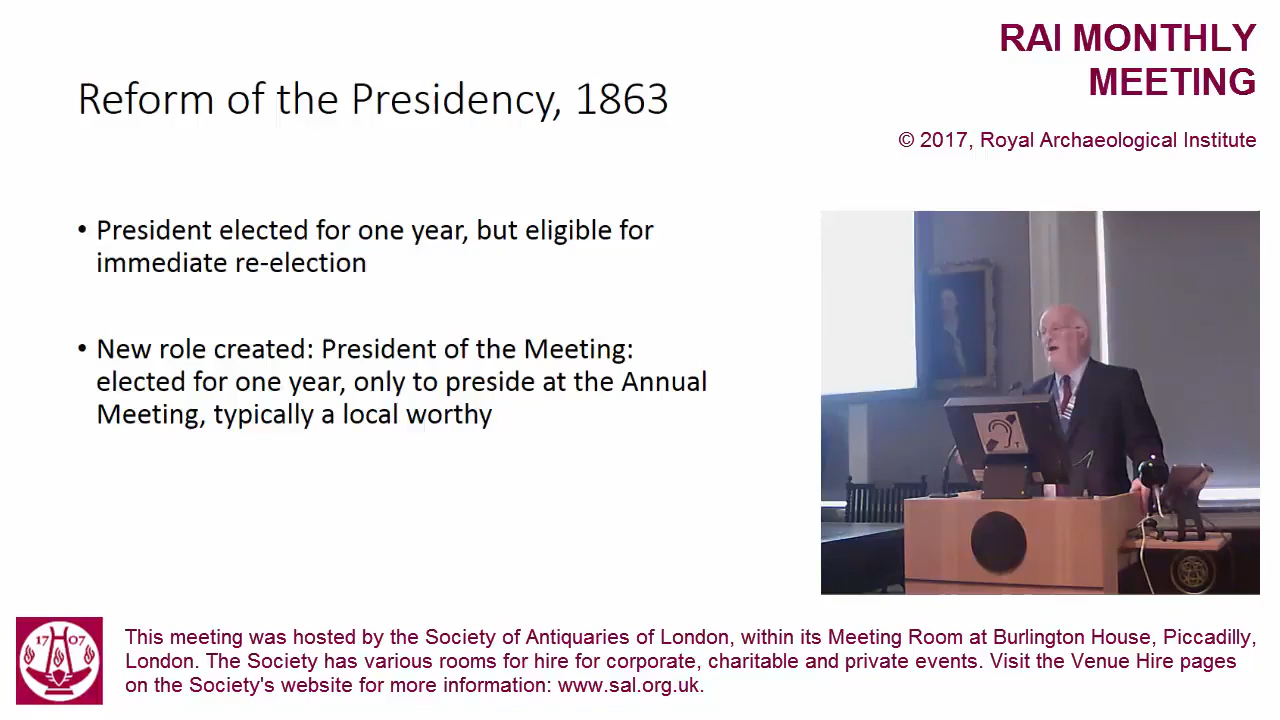 RAI MONTHLY
MEETING
© 2017, Royal Archaeological Institute
Reform of the Presidency, 1863
• President elected for one year, but eligible for
immediate re-election
• New role created: President of the Meeting:
elected for one year, only to preside at the Annual
Meeting, typically a local worthy
T
17 07
This meeting was hosted by the Society of Antiquaries of London, within its Meeting Room at Burlington House, Piccadilly,
London. The Society has various rooms for hire for corporate, charitable and private events. Visit the Venue Hire pages
on the Society's website for more information: www.sal.org.uk.